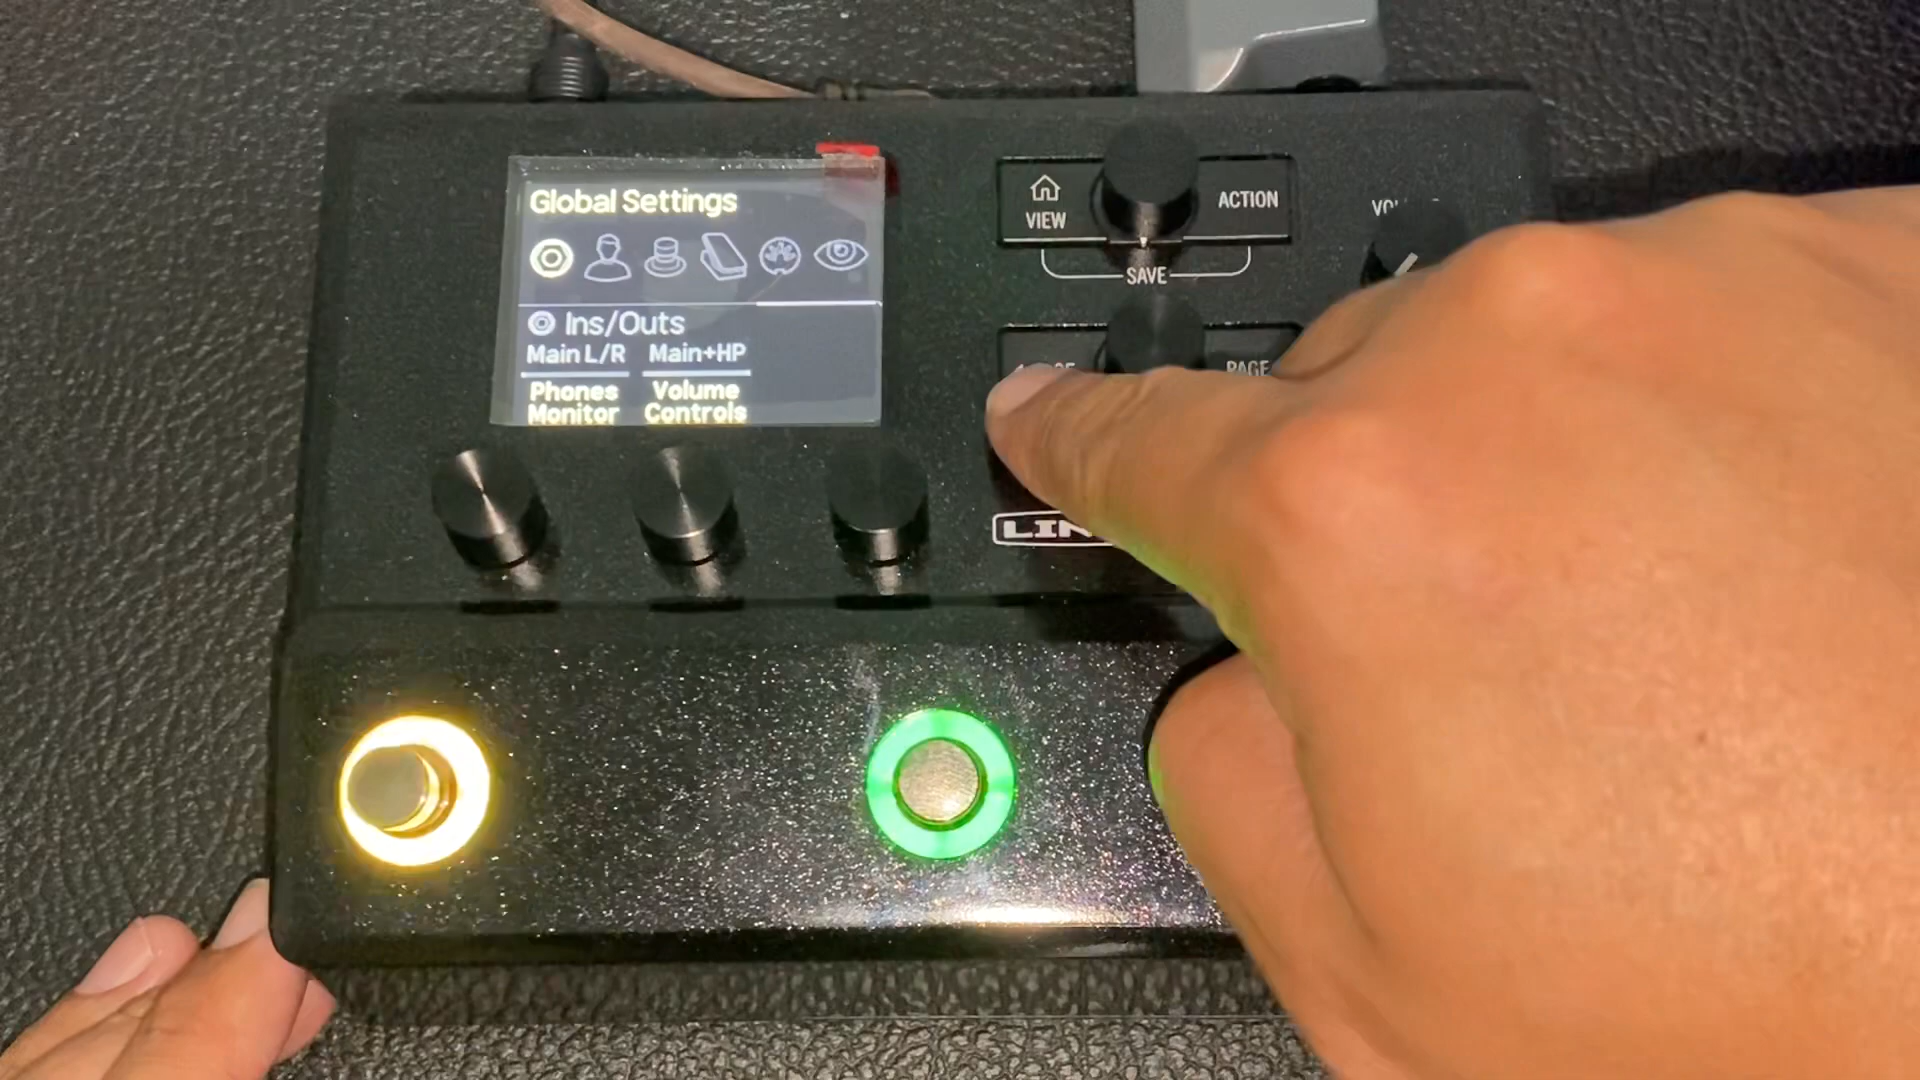 Global Settings
Ins/Outs
Main L/R Main+HP
Phones Volume
Monitor Controls
VIEW
ACTION
SAVE
PAGE